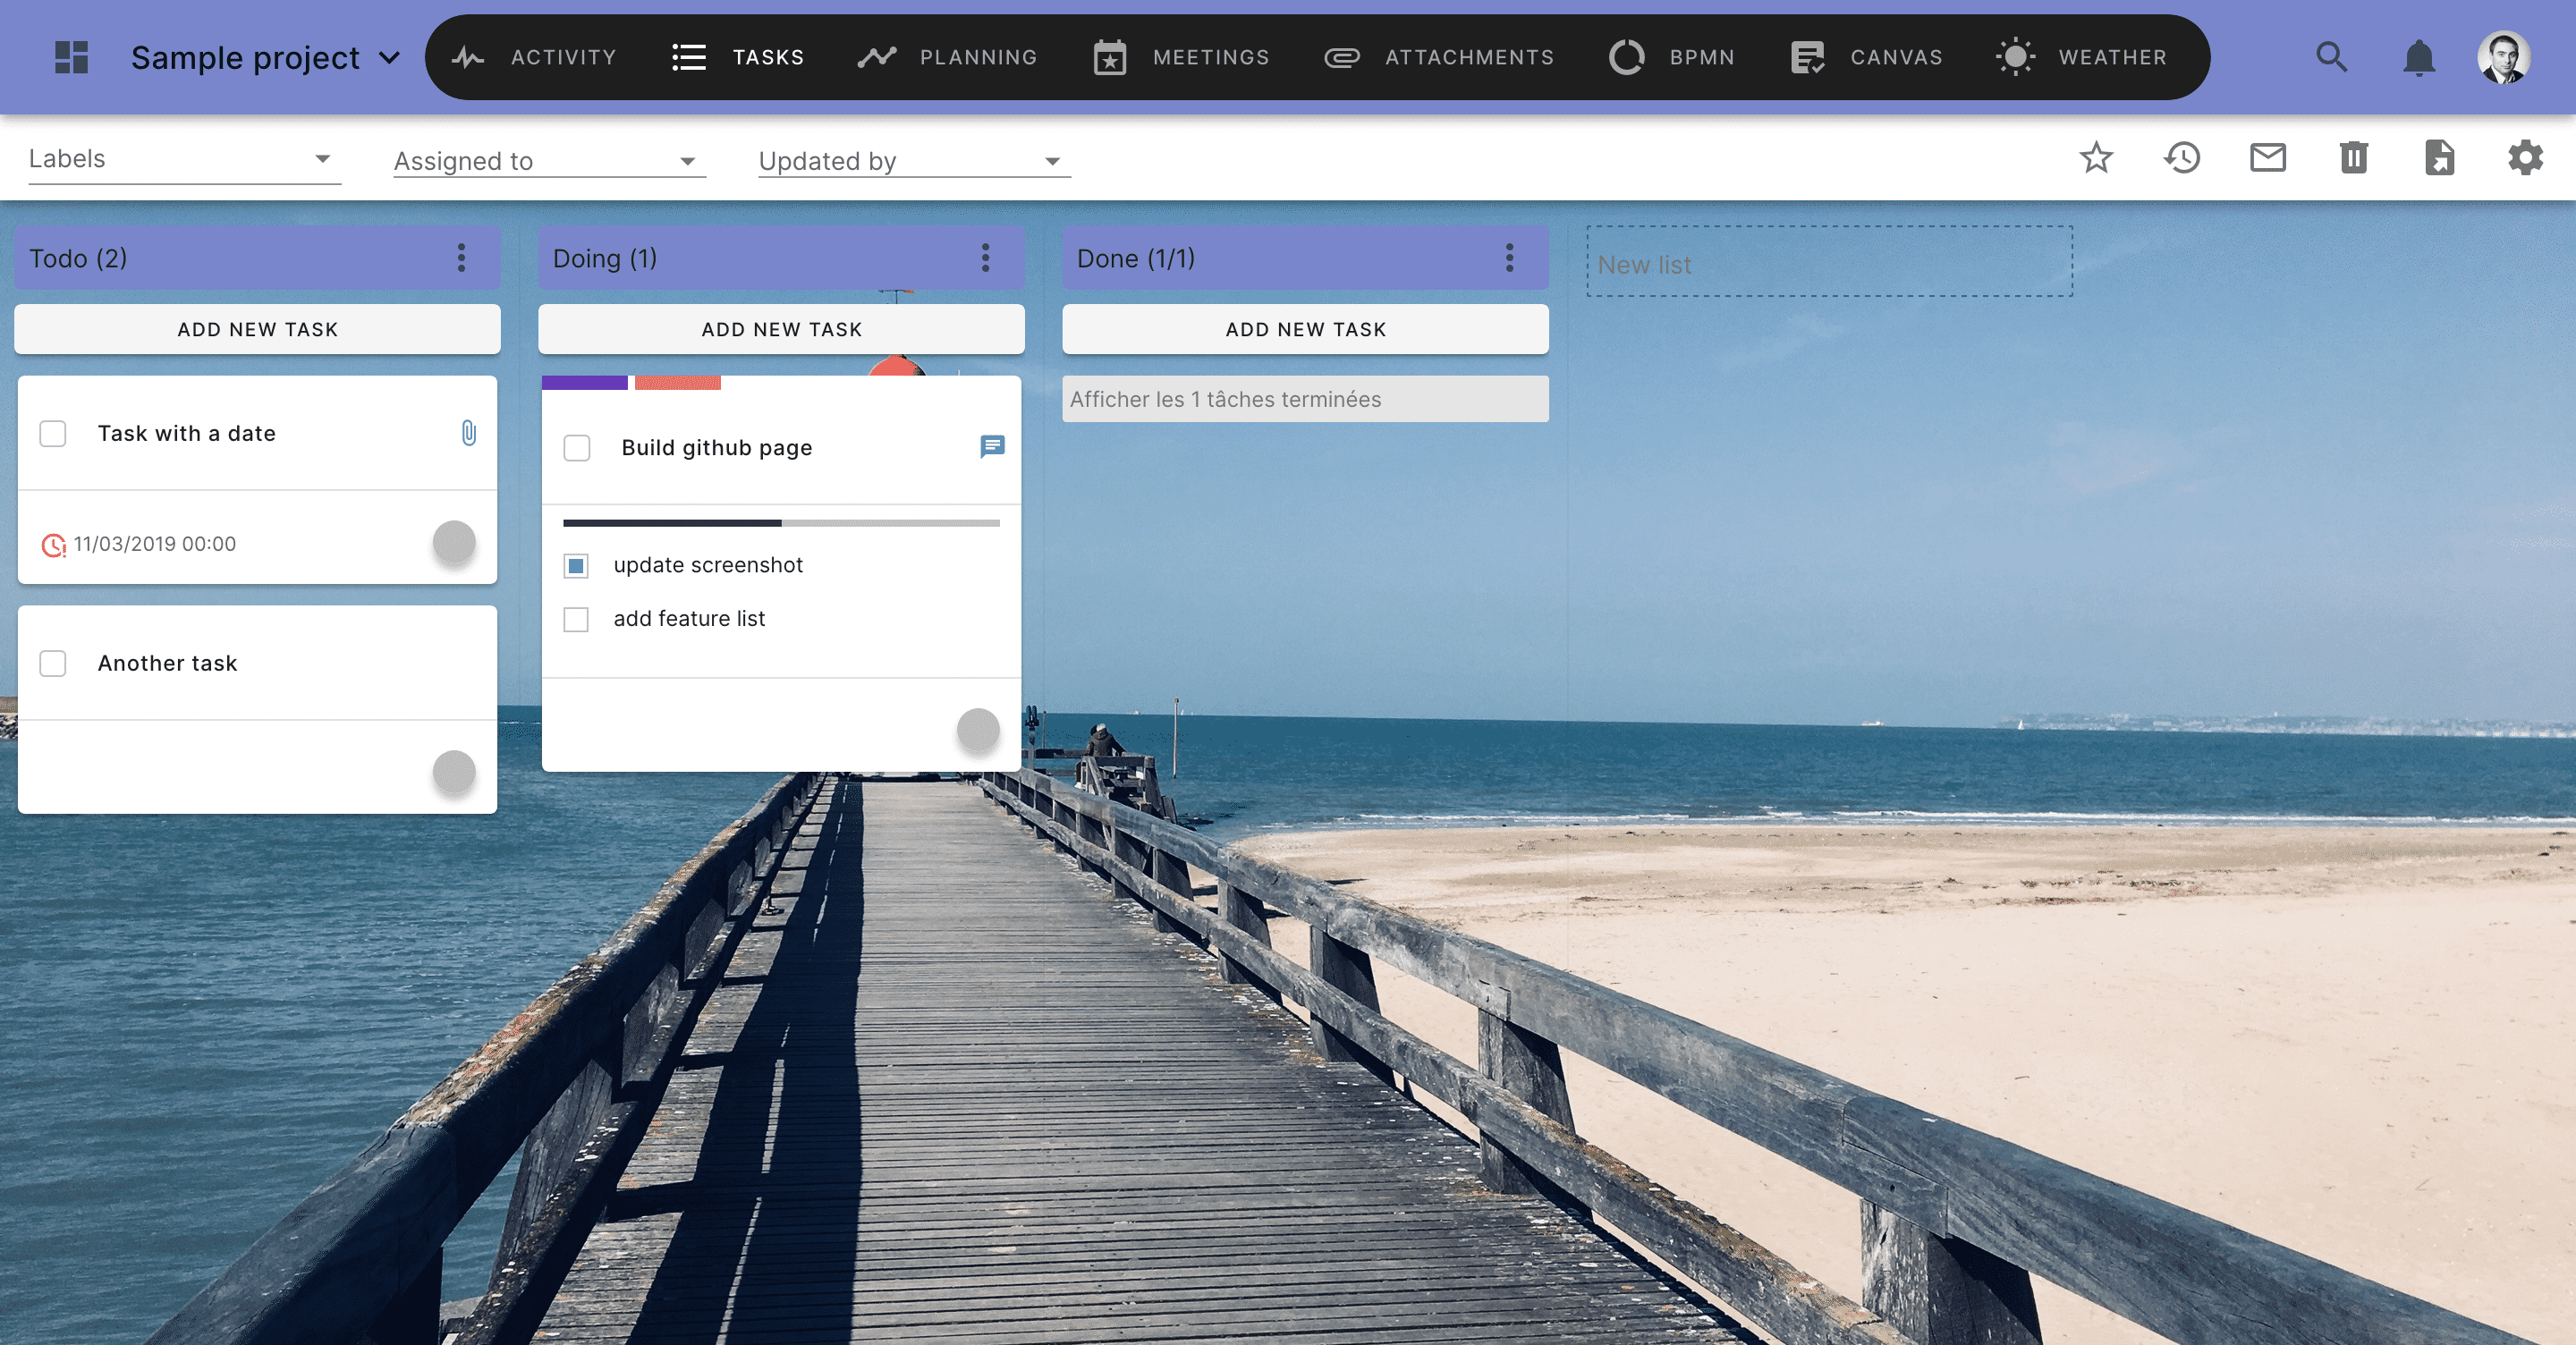 Sample project
ACTIVITY
TASKS
PLANNING
MEETINGS
ATTACHMENTS
BPMN
CANVAS
WEATHER
Labels
Assigned to
Updated by
Todo (2)
ADD NEW TASK
Task with a date
11/03/2019 00:00
Another task
Doing (1)
ADD NEW TASK
Build github page
update screenshot
add feature list
Done (1/1)
ADD NEW TASK
Afficher les 1 tâches terminées
New list